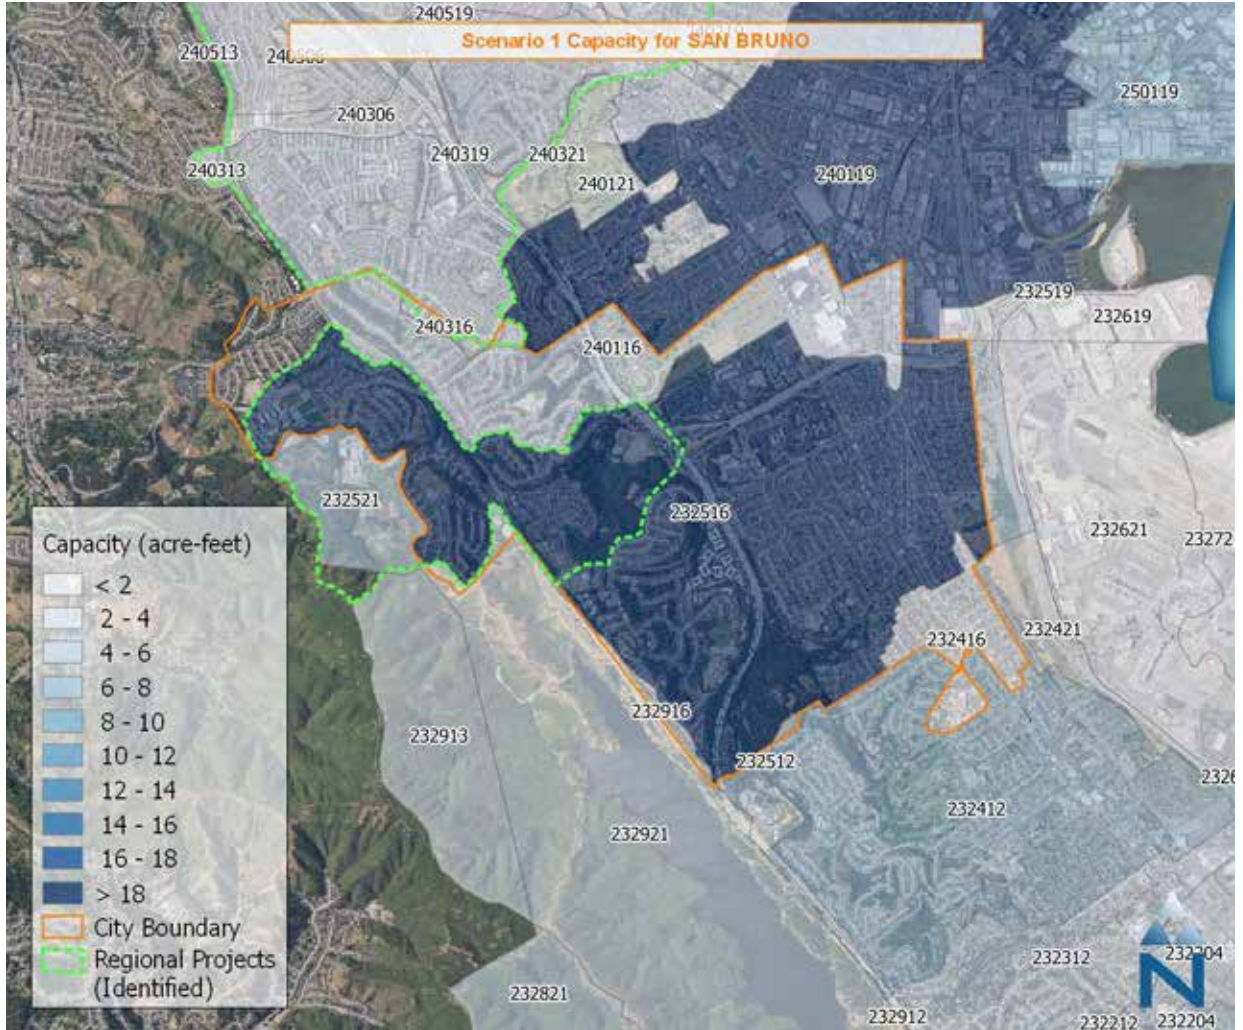 240519
Scenario 1 Capacity for SAN BRUNO
240513
250119
240306
240319
240321
240313
240121
240119
232519
232619
240316
240116
232521
232516
232621
Capacity (acre-feet)
< 2
2 - 4
4 - 6
6 - 8
8 - 10
10 - 12
12 - 14
14 - 16
16 - 18
> 18
City Boundary
Regional Projects
(Identified)
23272
232421
232416
232916
232913
232512
232412
232921
232312
232204
232821
232912
232212
232204
N